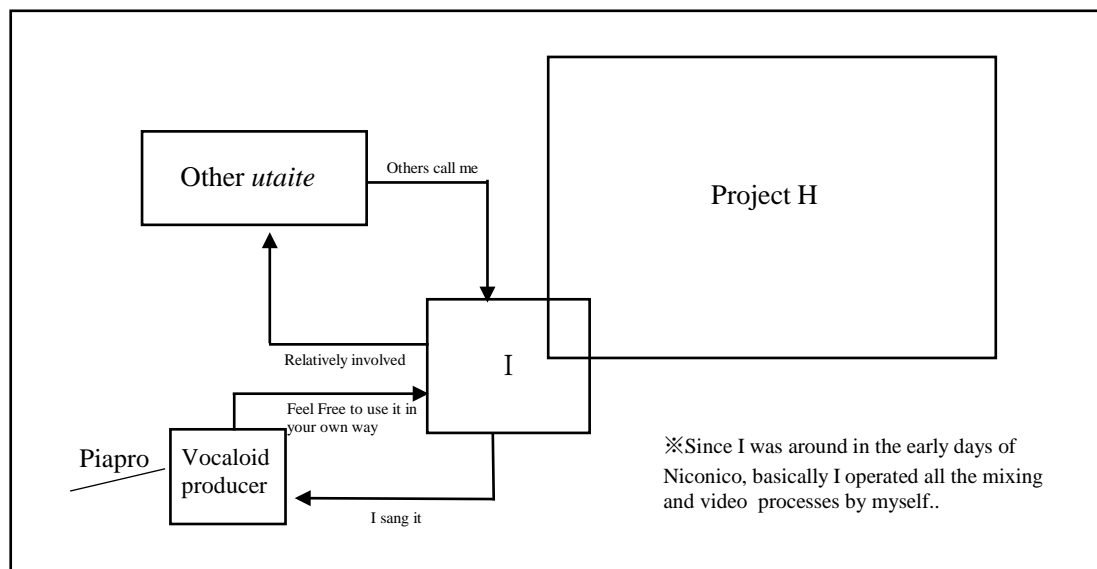 Other utaite
Others call me
Project H
Relatively involved
I
Feel Free to use it in
your own way
Piapro
Vocaloid
producer
I sang it
※Since I was around in the early days of
Niconico, basically I operated all the mixing
and video processes by myself..